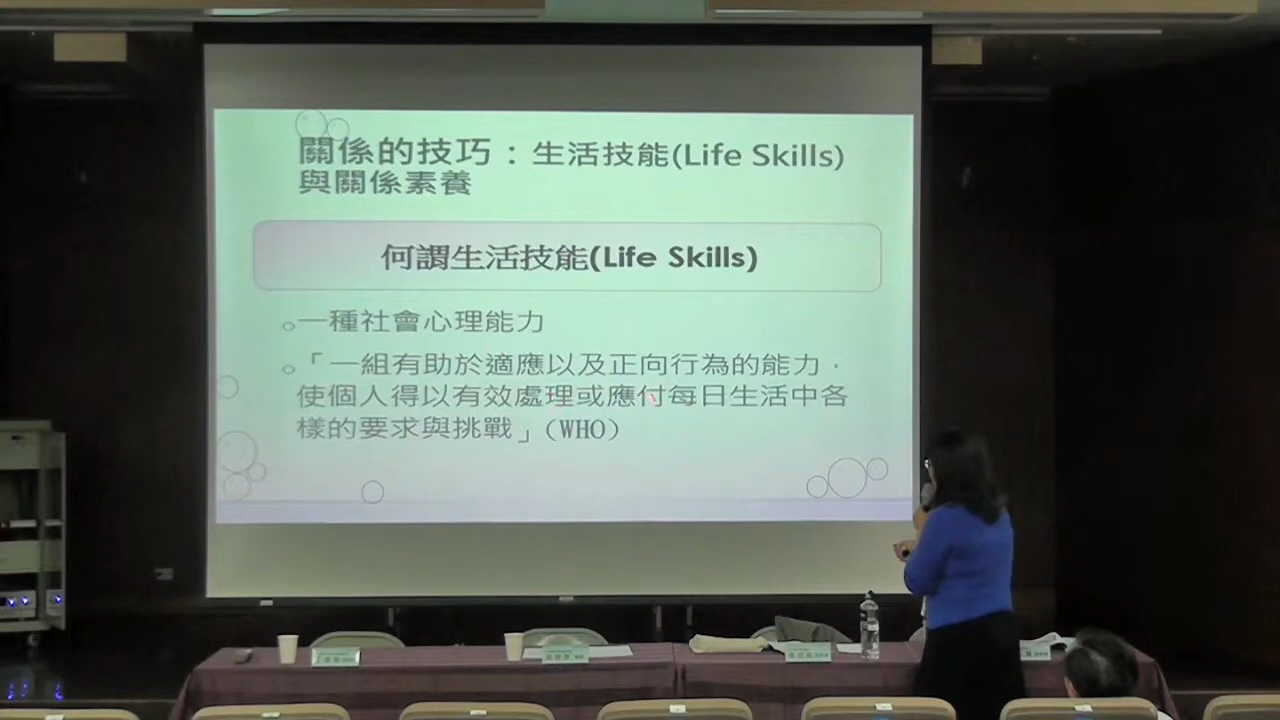 關係的技巧：生活技能(Life Skills)
與關係素養
何謂生活技能(Life Skills)
一種社會心理能力
「一組有助於適應以及正向行為的能力，
使個人得以有效處理或應付每日生活中各
樣的要求與挑戰」(WHO)